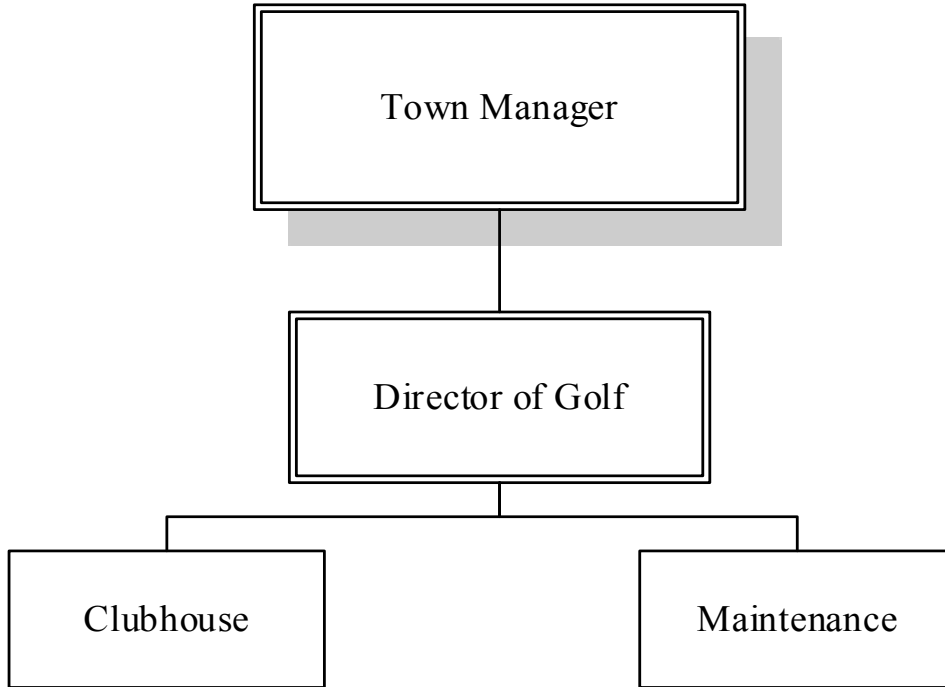 Town Manager
Director of Golf
Clubhouse
Maintenance